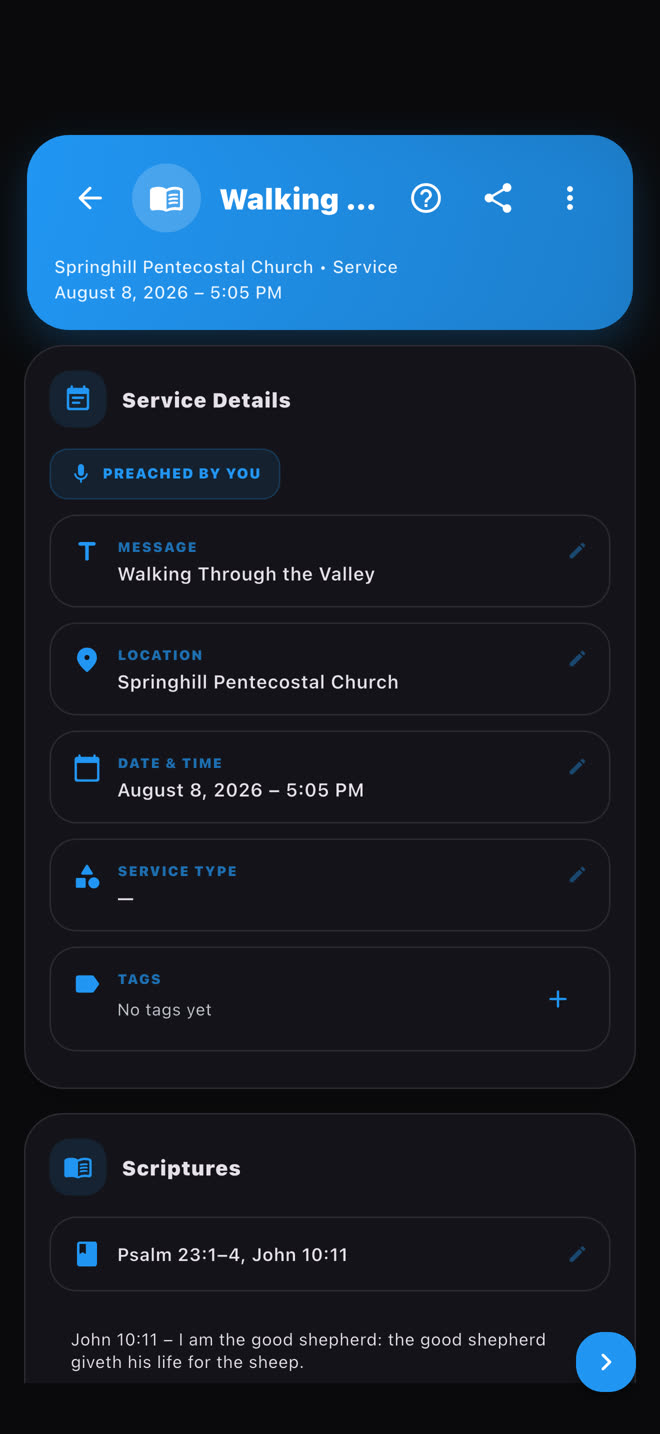 Walking ...
Springhill Pentecostal Church • Service
August 8, 2026 – 5:05 PM
Service Details
PREACHED BY YOU
MESSAGE
Walking Through the Valley
LOCATION
Springhill Pentecostal Church
DATE & TIME
August 8, 2026 – 5:05 PM
SERVICE TYPE
—
TAGS
No tags yet
Scriptures
Psalm 23:1–4, John 10:11
John 10:11 – I am the good shepherd: the good shepherd
giveth his life for the sheep.